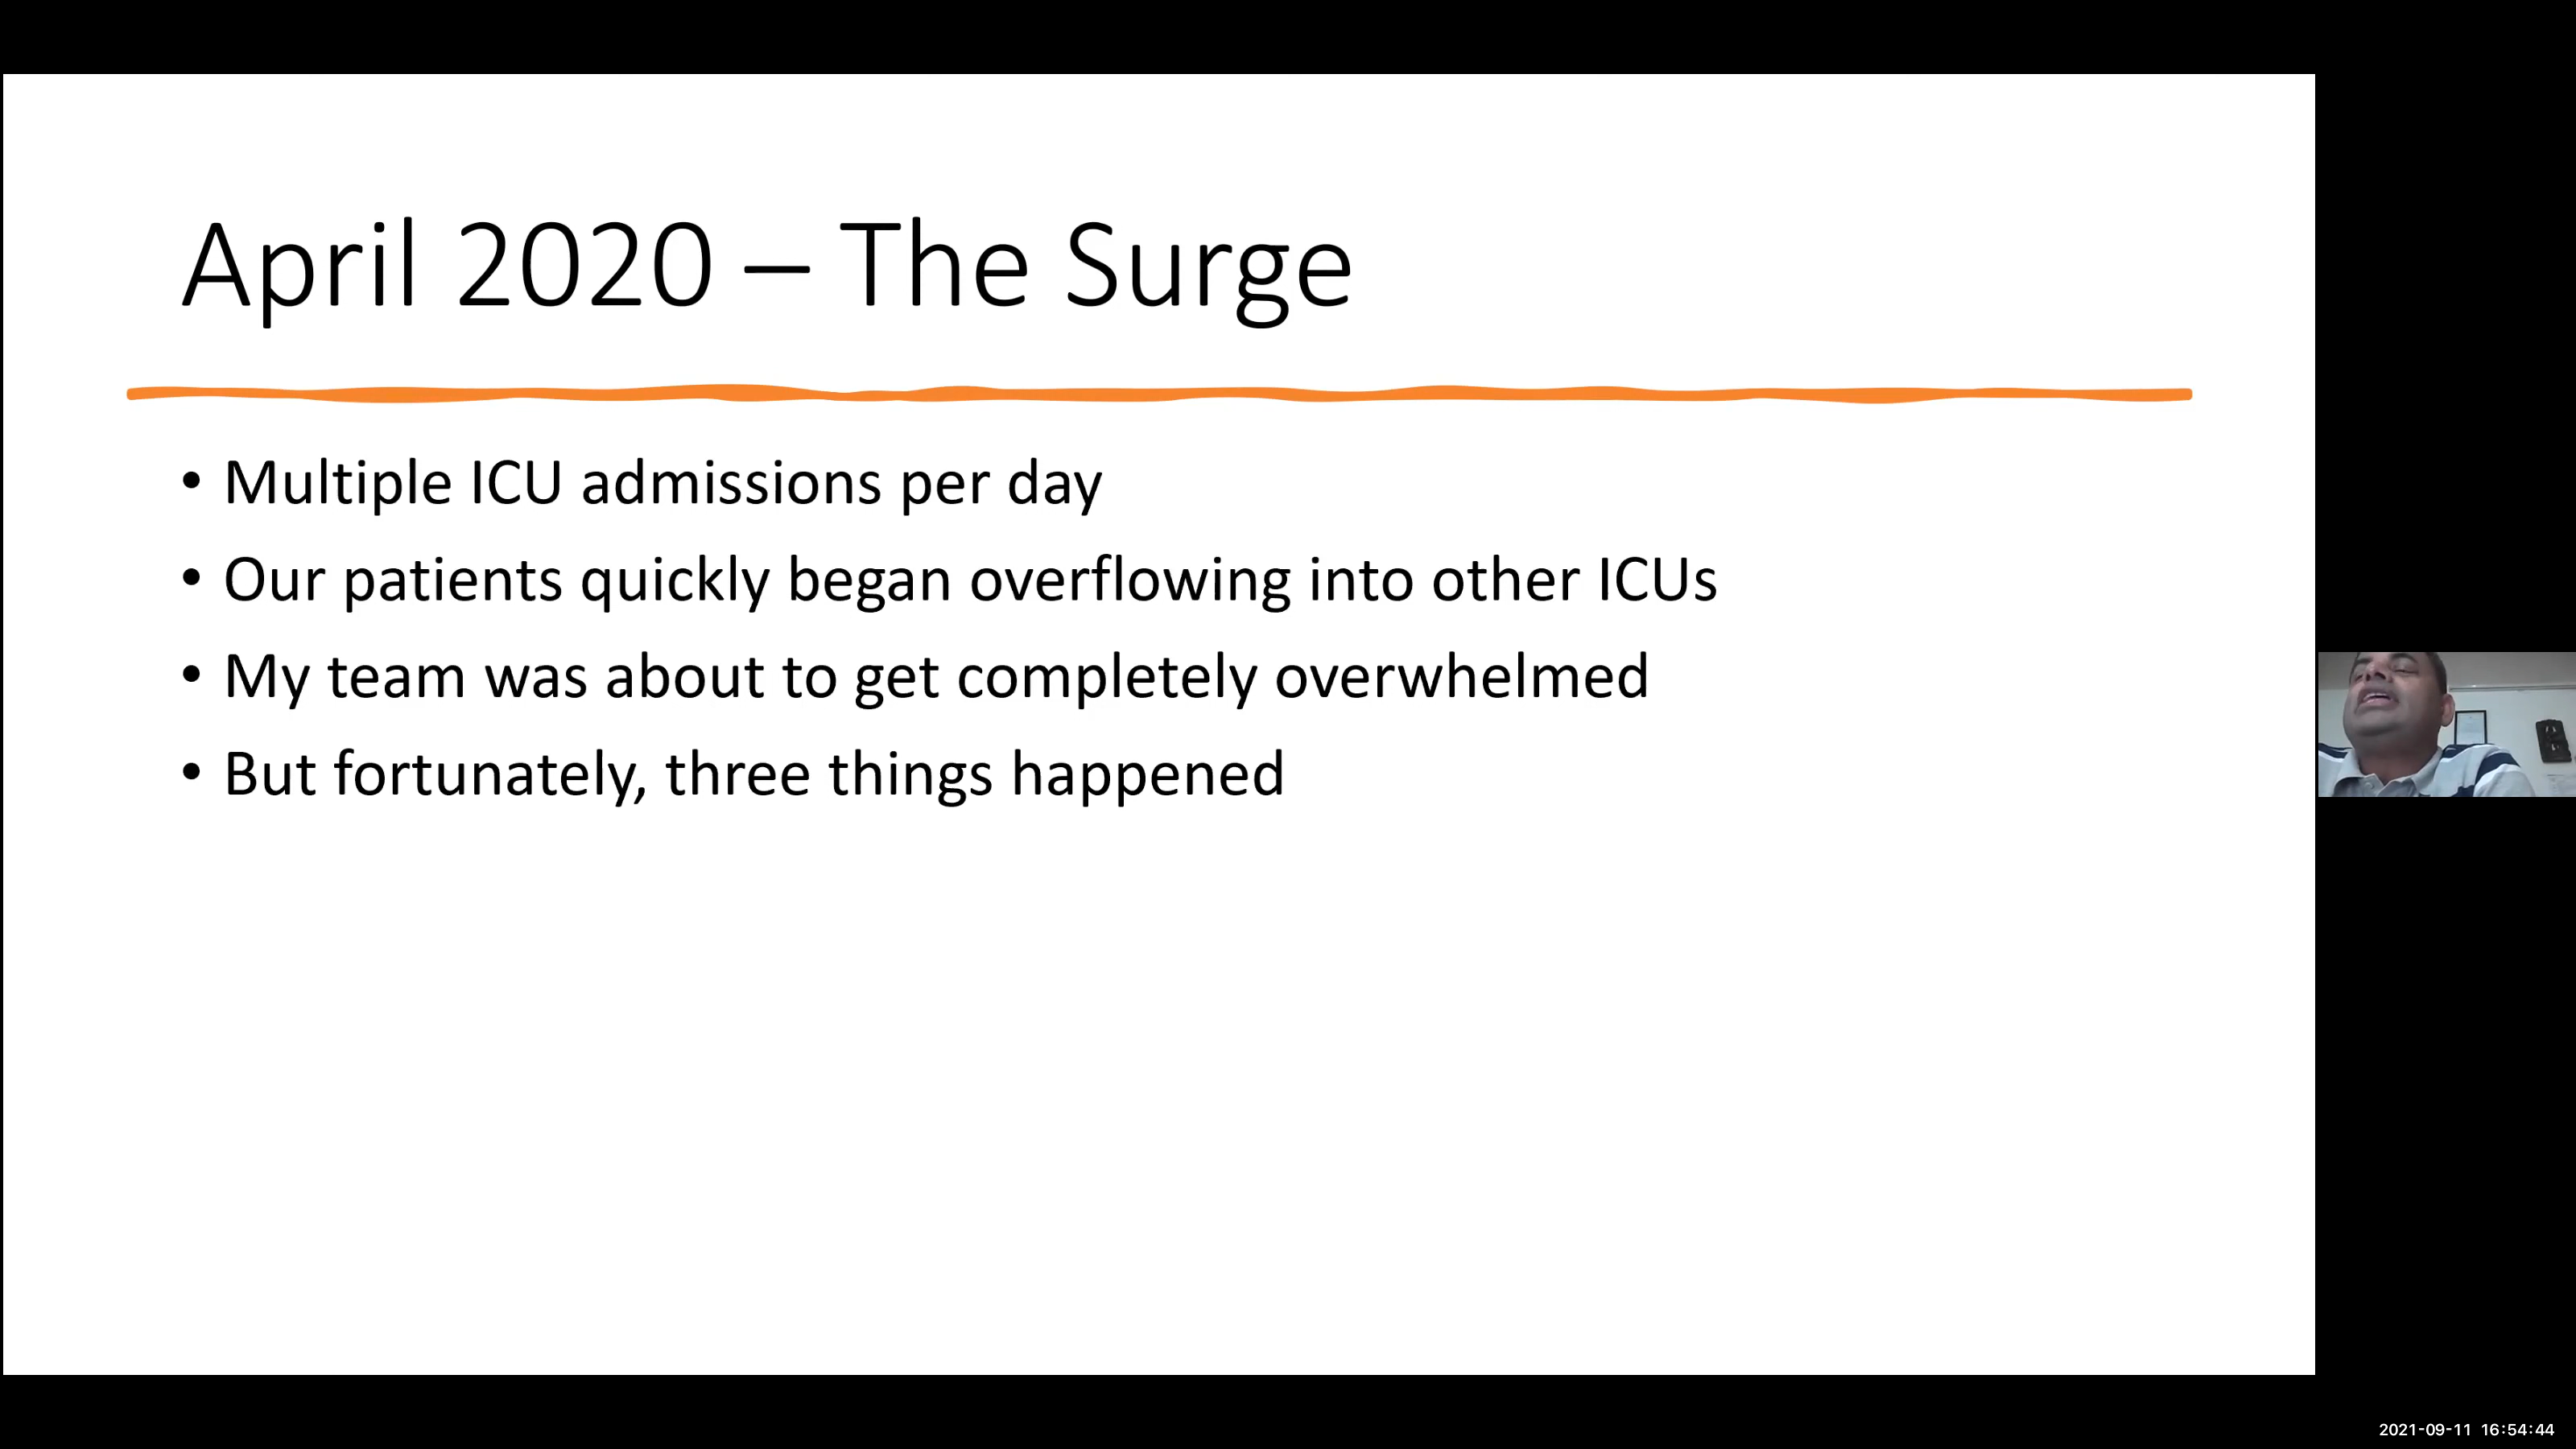 April 2020 – The Surge
• Multiple ICU admissions per day
• Our patients quickly began overflowing into other ICUs
• My team was about to get completely overwhelmed
• But fortunately, three things happened
2021-09-11 16:54:44